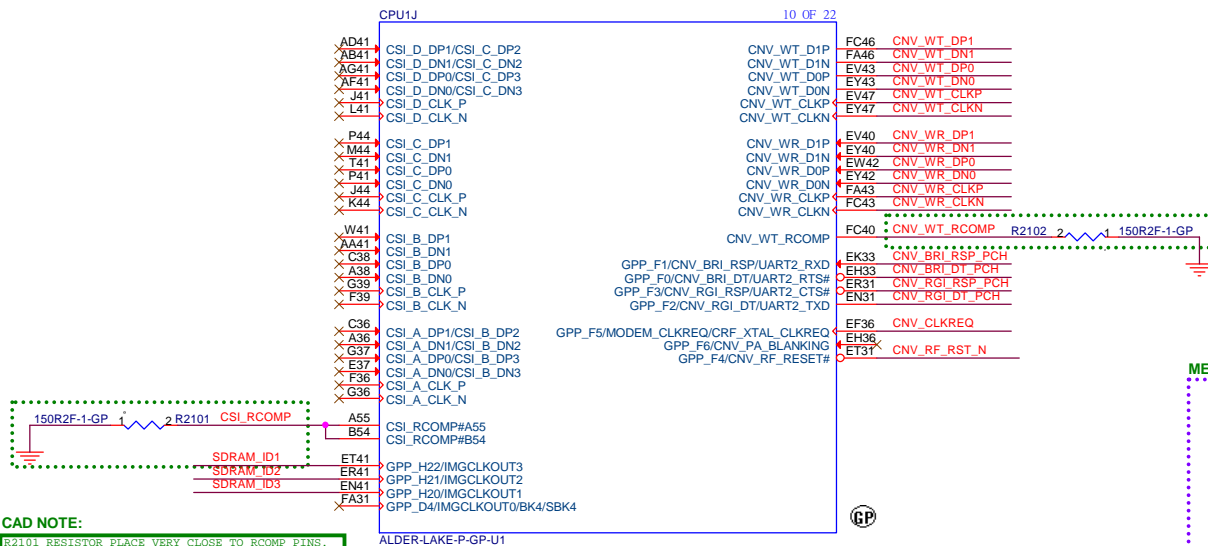 CPU1J 10 OF 22
AD41 CSI_D_DP1/CSI_C_DP2
AB41 CSI_D_DN1/CSI_C_DN2
AG41 CSI_D_DP0/CSI_C_DP3
AF41 CSI_D_DN0/CSI_C_DN3
J41 CSI_D_CLK_P
L41 CSI_D_CLK_N
P44 CSI_C_DP1
M44 CSI_C_DN1
T41 CSI_C_DP0
P41 CSI_C_DN0
J44 CSI_C_CLK_P
K44 CSI_C_CLK_N
W41 CSI_B_DP1
AA41 CSI_B_DN1
C38 CSI_B_DP0
A38 CSI_B_DN0
G39 CSI_B_CLK_P
F39 CSI_B_CLK_N
C36 CSI_A_DP1/CSI_B_DP2
A36 CSI_A_DN1/CSI_B_DN2
G37 CSI_A_DP0/CSI_B_DP3
E37 CSI_A_DN0/CSI_B_DN3
F36 CSI_A_CLK_P
G36 CSI_A_CLK_N
150R2F-1-GP 1 2 R2101 CSI_RCOMP A55 CSI_RCOMP#A55
B54 CSI_RCOMP#B54
SDRAM_ID1 ET41 GPP_H22/IMGCLKOUT3
SDRAM_ID2 ER41 GPP_H21/IMGCLKOUT2
SDRAM_ID3 EN41 GPP_H20/IMGCLKOUT1
FA31 GPP_D4/IMGCLKOUT0/BK4/SBK4
CNV_WT_D1P FC46 CNV_WT_DP1
CNV_WT_D1N FA46 CNV_WT_DN1
CNV_WT_D0P EV43 CNV_WT_DP0
CNV_WT_D0N EY43 CNV_WT_DN0
CNV_WT_CLKP EV47 CNV_WT_CLKP
CNV_WT_CLKN EY47 CNV_WT_CLKN
CNV_WR_D1P EV40 CNV_WR_DP1
CNV_WR_D1N EY40 CNV_WR_DN1
CNV_WR_D0P EW42 CNV_WR_DP0
CNV_WR_D0N EY42 CNV_WR_DN0
CNV_WR_CLKP FA43 CNV_WR_CLKP
CNV_WR_CLKN FC43 CNV_WR_CLKN
CNV_WT_RCOMP FC40 CNV_WT_RCOMP R2102 2 1 150R2F-1-GP
GPP_F1/CNV_BRI_RSP/UART2_RXD EK33 CNV_BRI_RSP_PCH
GPP_F0/CNV_BRI_DT/UART2_RTS# EH33 CNV_BRI_DT_PCH
GPP_F3/CNV_RGI_RSP/UART2_CTS# ER31 CNV_RGI_RSP_PCH
GPP_F2/CNV_RGI_DT/UART2_TXD EN31 CNV_RGI_DT_PCH
GPP_F5/MODEM_CLKREQ/CRF_XTAL_CLKREQ EF36 CNV_CLKREQ
GPP_F6/CNV_PA_BLANKING EH36
GPP_F4/CNV_RF_RESET# ET31 CNV_RF_RST_N
ME
GP
ALDER-LAKE-P-GP-U1
CAD NOTE:
R2101 RESISTOR PLACE VERY CLOSE TO RCOMP PINS.